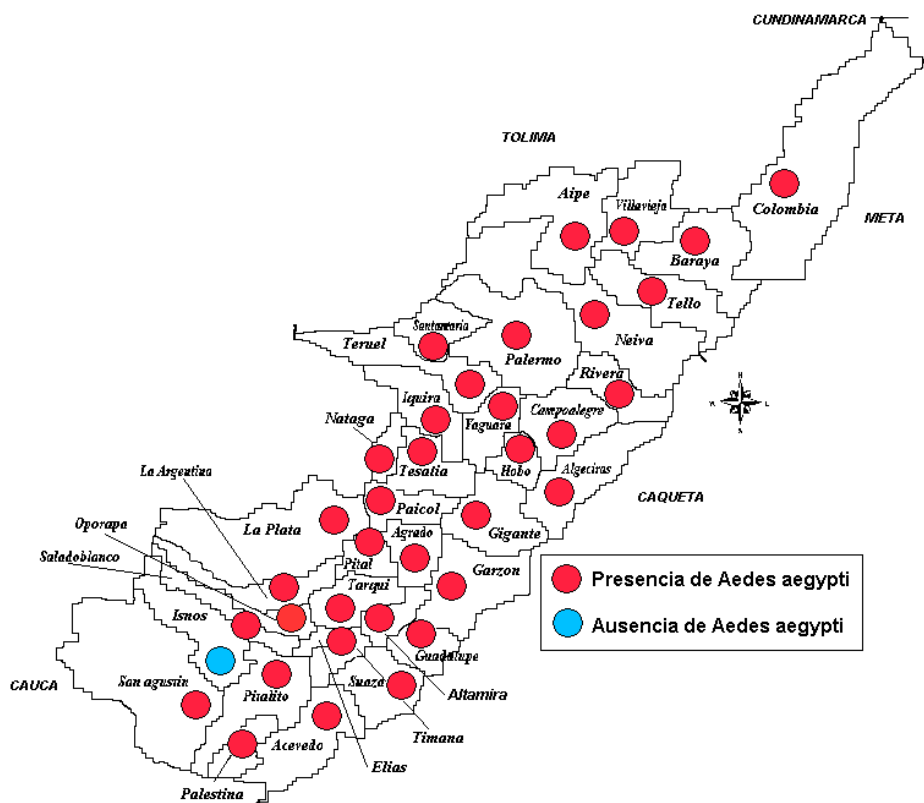 CUNDINAMARCA
TOLIMA
Aipe
Villavieja
Colombia
META
Baraya
Tello
Santamaria
Teruel
Palermo
Neiva
Rivera
Iquira
Yaguara
Campoalegre
Nataga
Tesalia
Hobo
Algeciras
La Argentina
CAQUETA
Oporapa
La Plata
Paicol
Agrado
Gigante
Saladoblanco
Pital
Garzon
Tarqui
Isnos
Guadalupe
CAUCA
San agustin
Pitalito
Suaza
Altamira
Acevedo
Timana
Elias
Palestina
N
W
L
S
Presencia de Aedes aegypti
Ausencia de Aedes aegypti